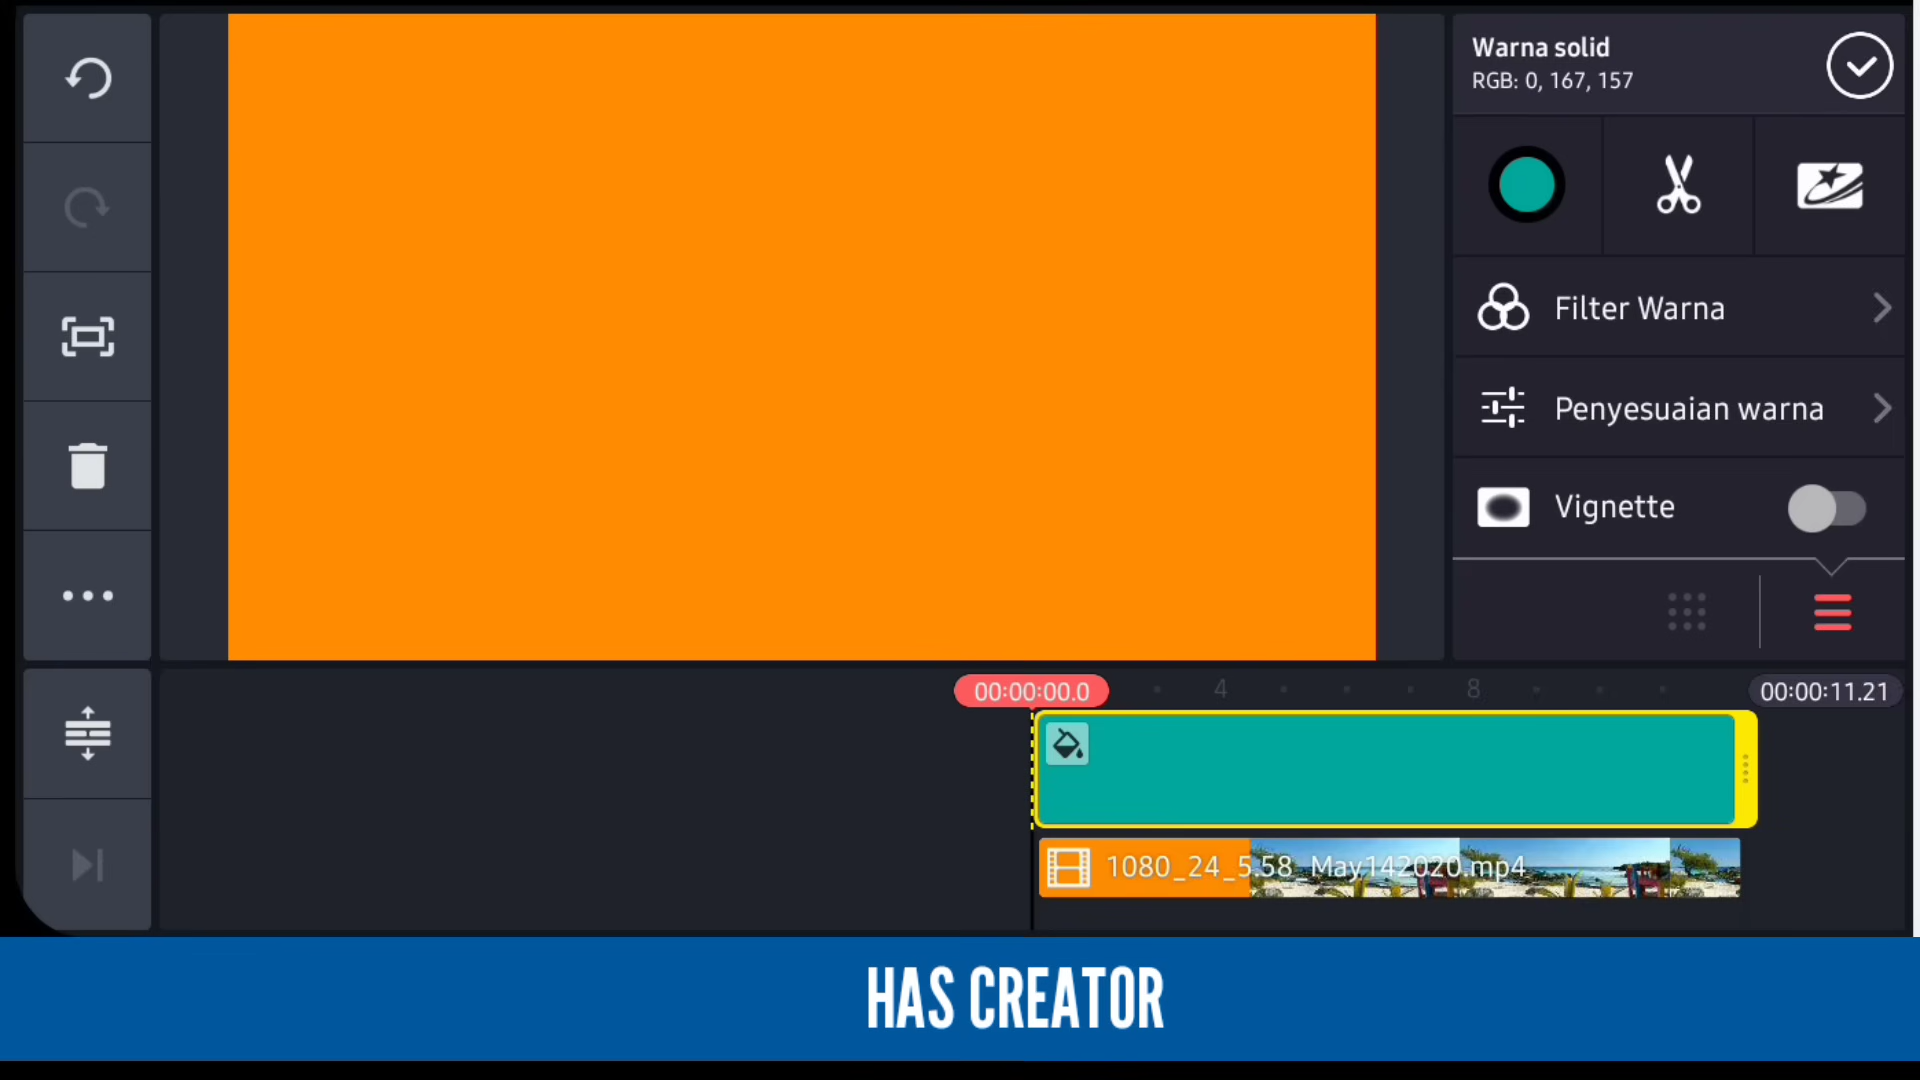 Warna solid
RGB: 0, 167, 157
Filter Warna
Penyesuaian warna
Vignette
00:00:00.0
4
8
00:00:11.21
1080_24_5.58_May142020.mp4
HAS CREATOR